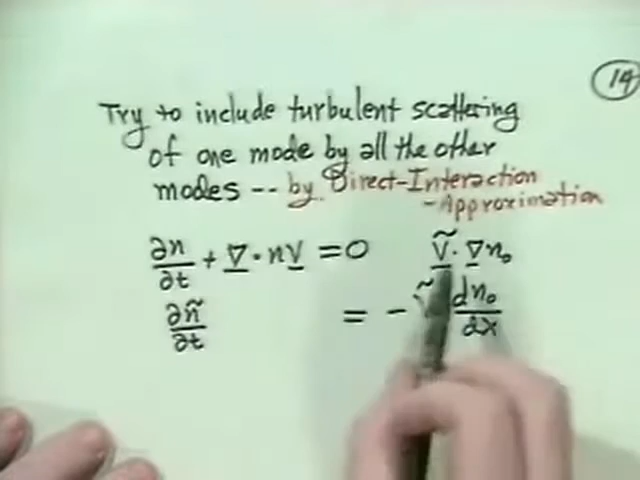 14
Try to include turbulent scattering
of one mode by all the other
modes -- by Direct-Interaction
-Approximation
∂n/∂t + ∇ · nV = 0 Ṽ · ∇n₀
∂ñ/∂t = - Ṽ dn₀/dx